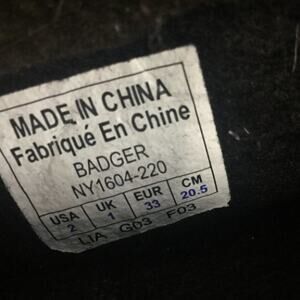 MADE IN CHINA
Fabriqué En Chine
BADGER
NY1604-220
USA UK EUR CM
2 1 33 20.5
LIA G03 F03